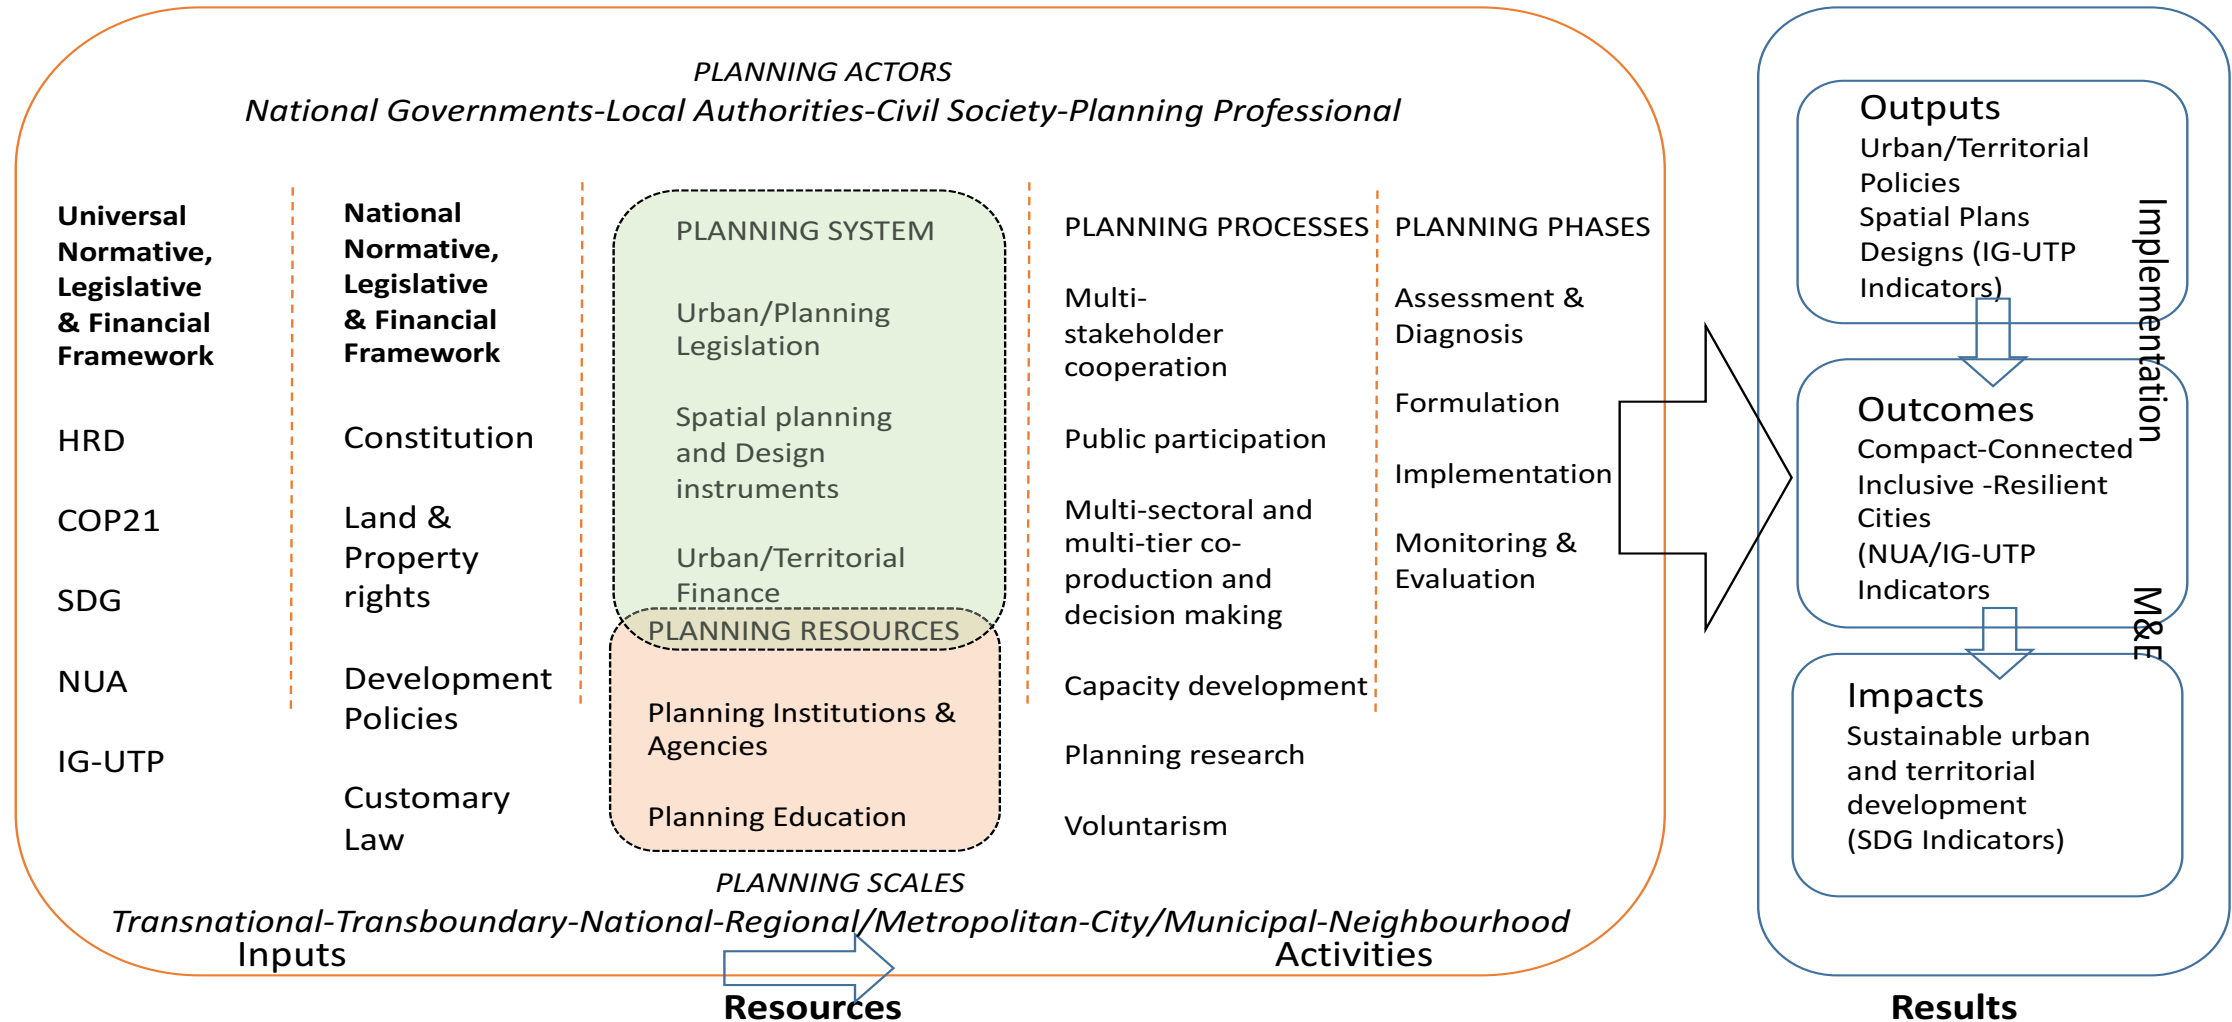 PLANNING ACTORS
National Governments-Local Authorities-Civil Society-Planning Professional
Universal
Normative,
Legislative
& Financial
Framework
HRD
COP21
SDG
NUA
IG-UTP
National
Normative,
Legislative
& Financial
Framework
Constitution
Land &
Property
rights
Development
Policies
Customary
Law
PLANNING SYSTEM
Urban/Planning
Legislation
Spatial planning
and Design
instruments
Urban/Territorial
Finance
PLANNING RESOURCES
Planning Institutions &
Agencies
Planning Education
PLANNING PROCESSES
Multi-
stakeholder
cooperation
Public participation
Multi-sectoral and
multi-tier co-
production and
decision making
Capacity development
Planning research
Voluntarism
PLANNING PHASES
Assessment &
Diagnosis
Formulation
Implementation
Monitoring &
Evaluation
PLANNING SCALES
Transnational-Transboundary-National-Regional/Metropolitan-City/Municipal-Neighbourhood
Inputs
Activities
Resources
Outputs
Urban/Territorial
Policies
Spatial Plans
Designs (IG-UTP
Indicators)
Implementation
Outcomes
Compact-Connected
Inclusive -Resilient
Cities
(NUA/IG-UTP
Indicators
M&E
Impacts
Sustainable urban
and territorial
development
(SDG Indicators)
Results